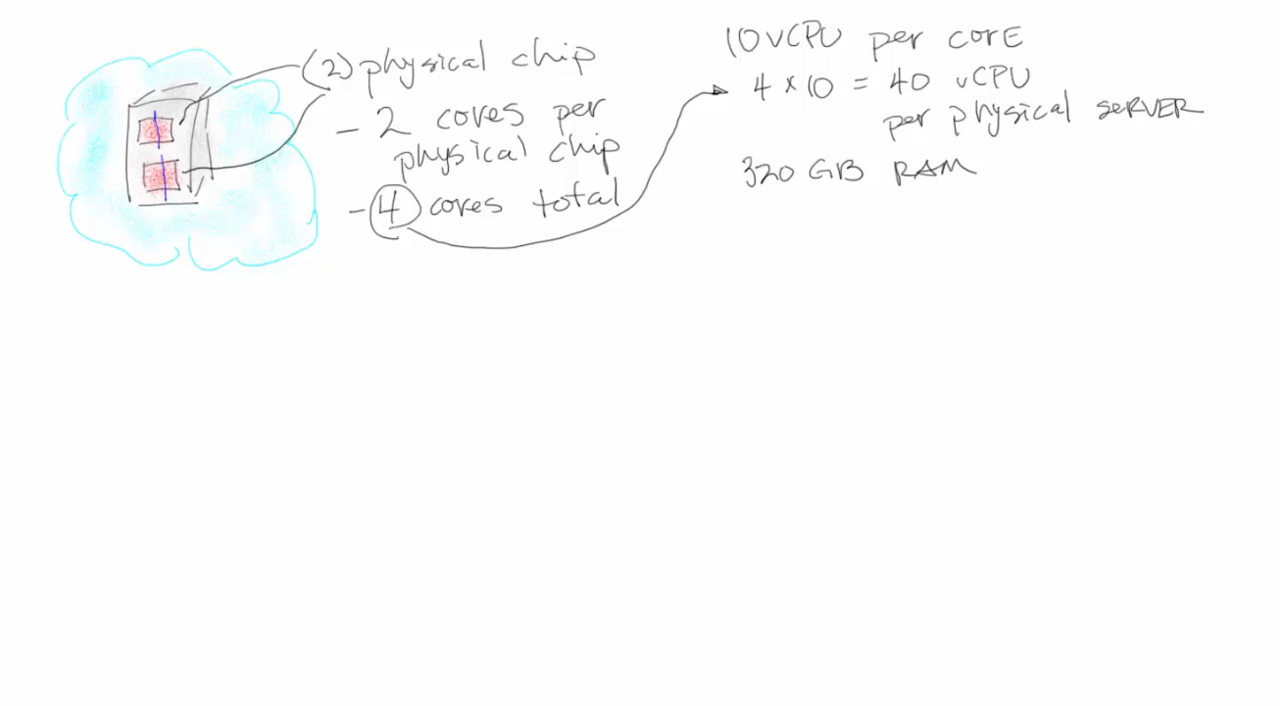 (2) physical chip
- 2 cores per
physical chip
- 4 cores total
10 vCPU per corE
4 x 10 = 40 vCPU
per physical seRVER
320 GB RAM